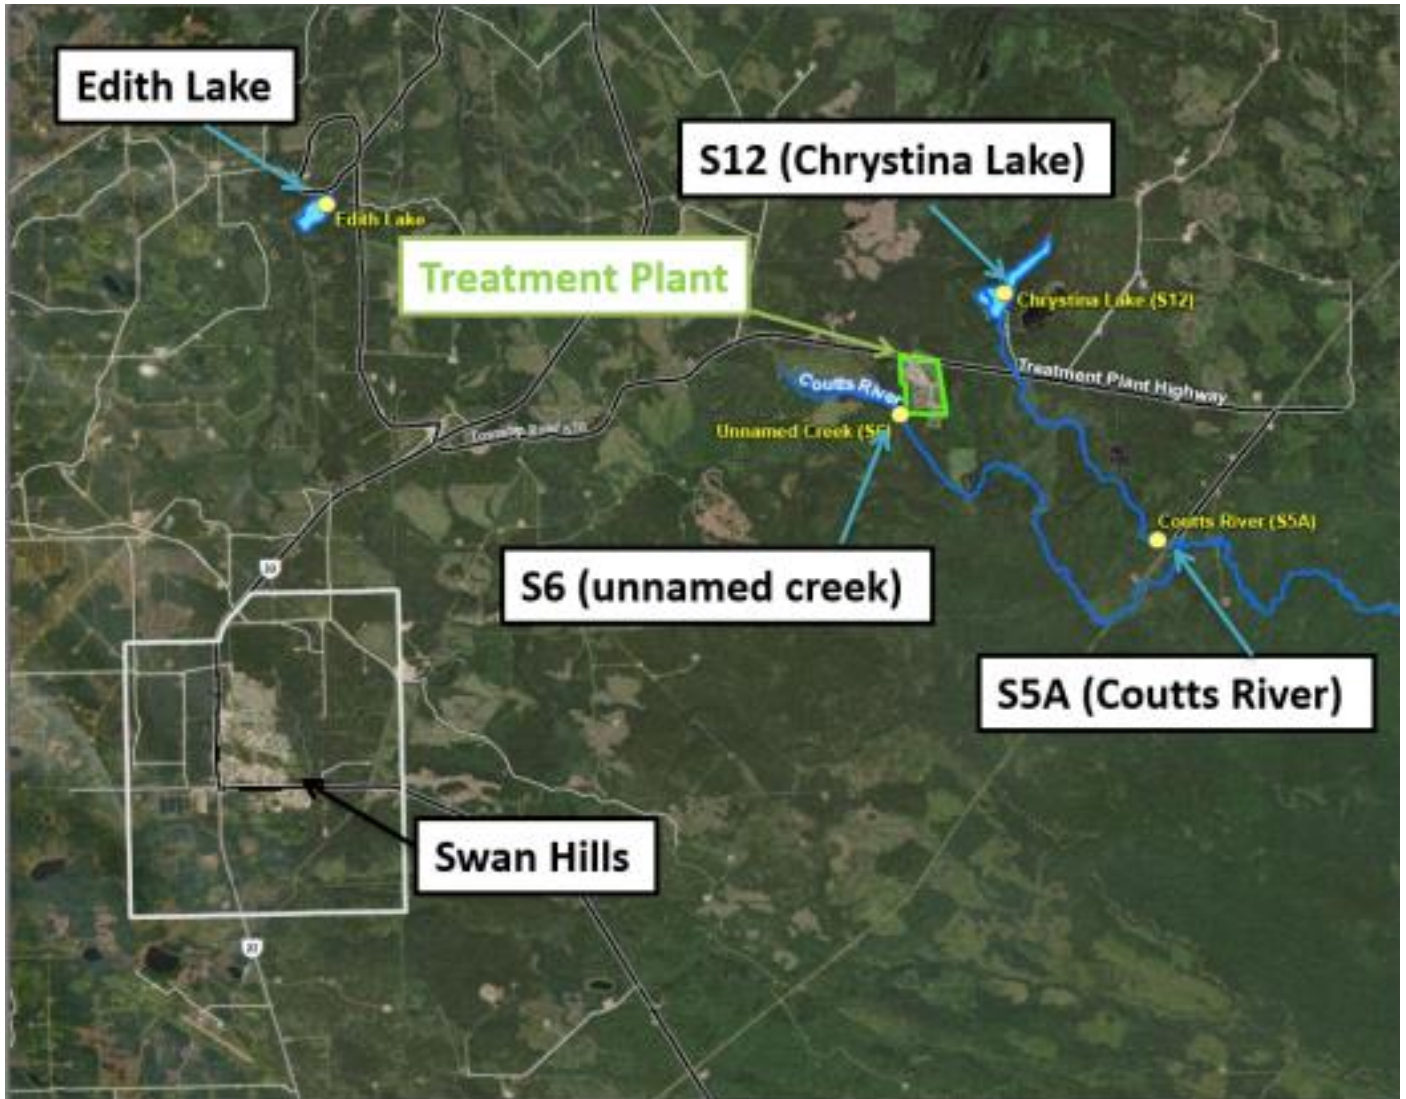 Edith Lake
S12 (Chrystina Lake)
Edith Lake
Treatment Plant
Chrystina Lake (S12)
Treatment Plant Highway
Coutts River
Unnamed Creek (S6)
Coutts River (S5A)
S6 (unnamed creek)
S5A (Coutts River)
Swan Hills